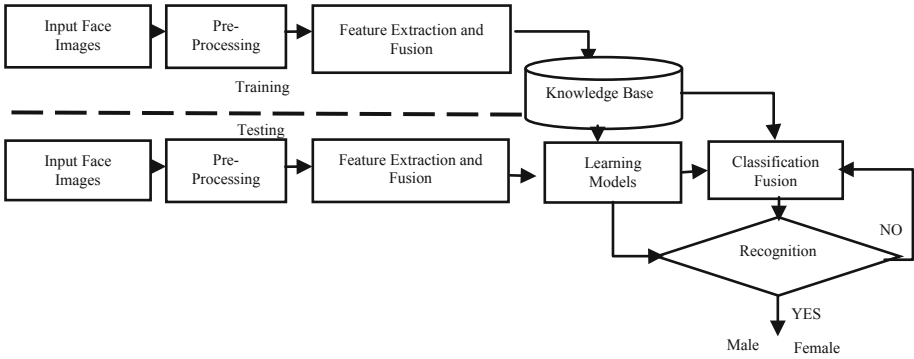 Input Face
Images
Pre-
Processing
Feature Extraction and
Fusion
Training
Knowledge Base
Testing
Input Face
Images
Pre-
Processing
Feature Extraction and
Fusion
Learning
Models
Classification
Fusion
NO
Recognition
YES
Male
Female